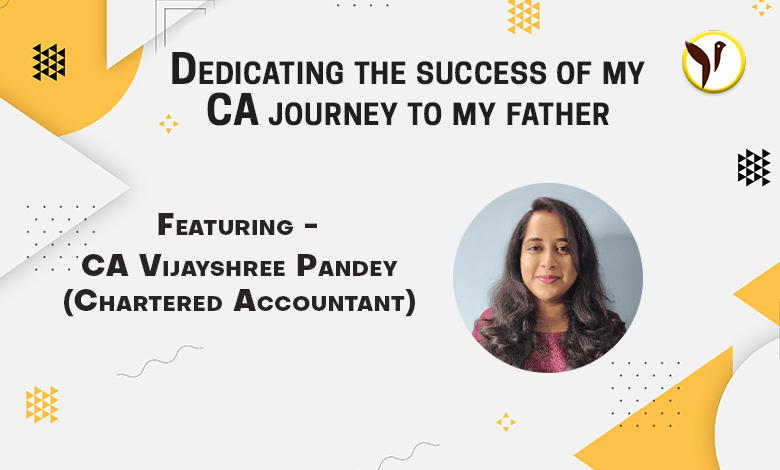 Dedicating the success of my
CA journey to my father
Featuring -
CA Vijayshree Pandey
(Chartered Accountant)